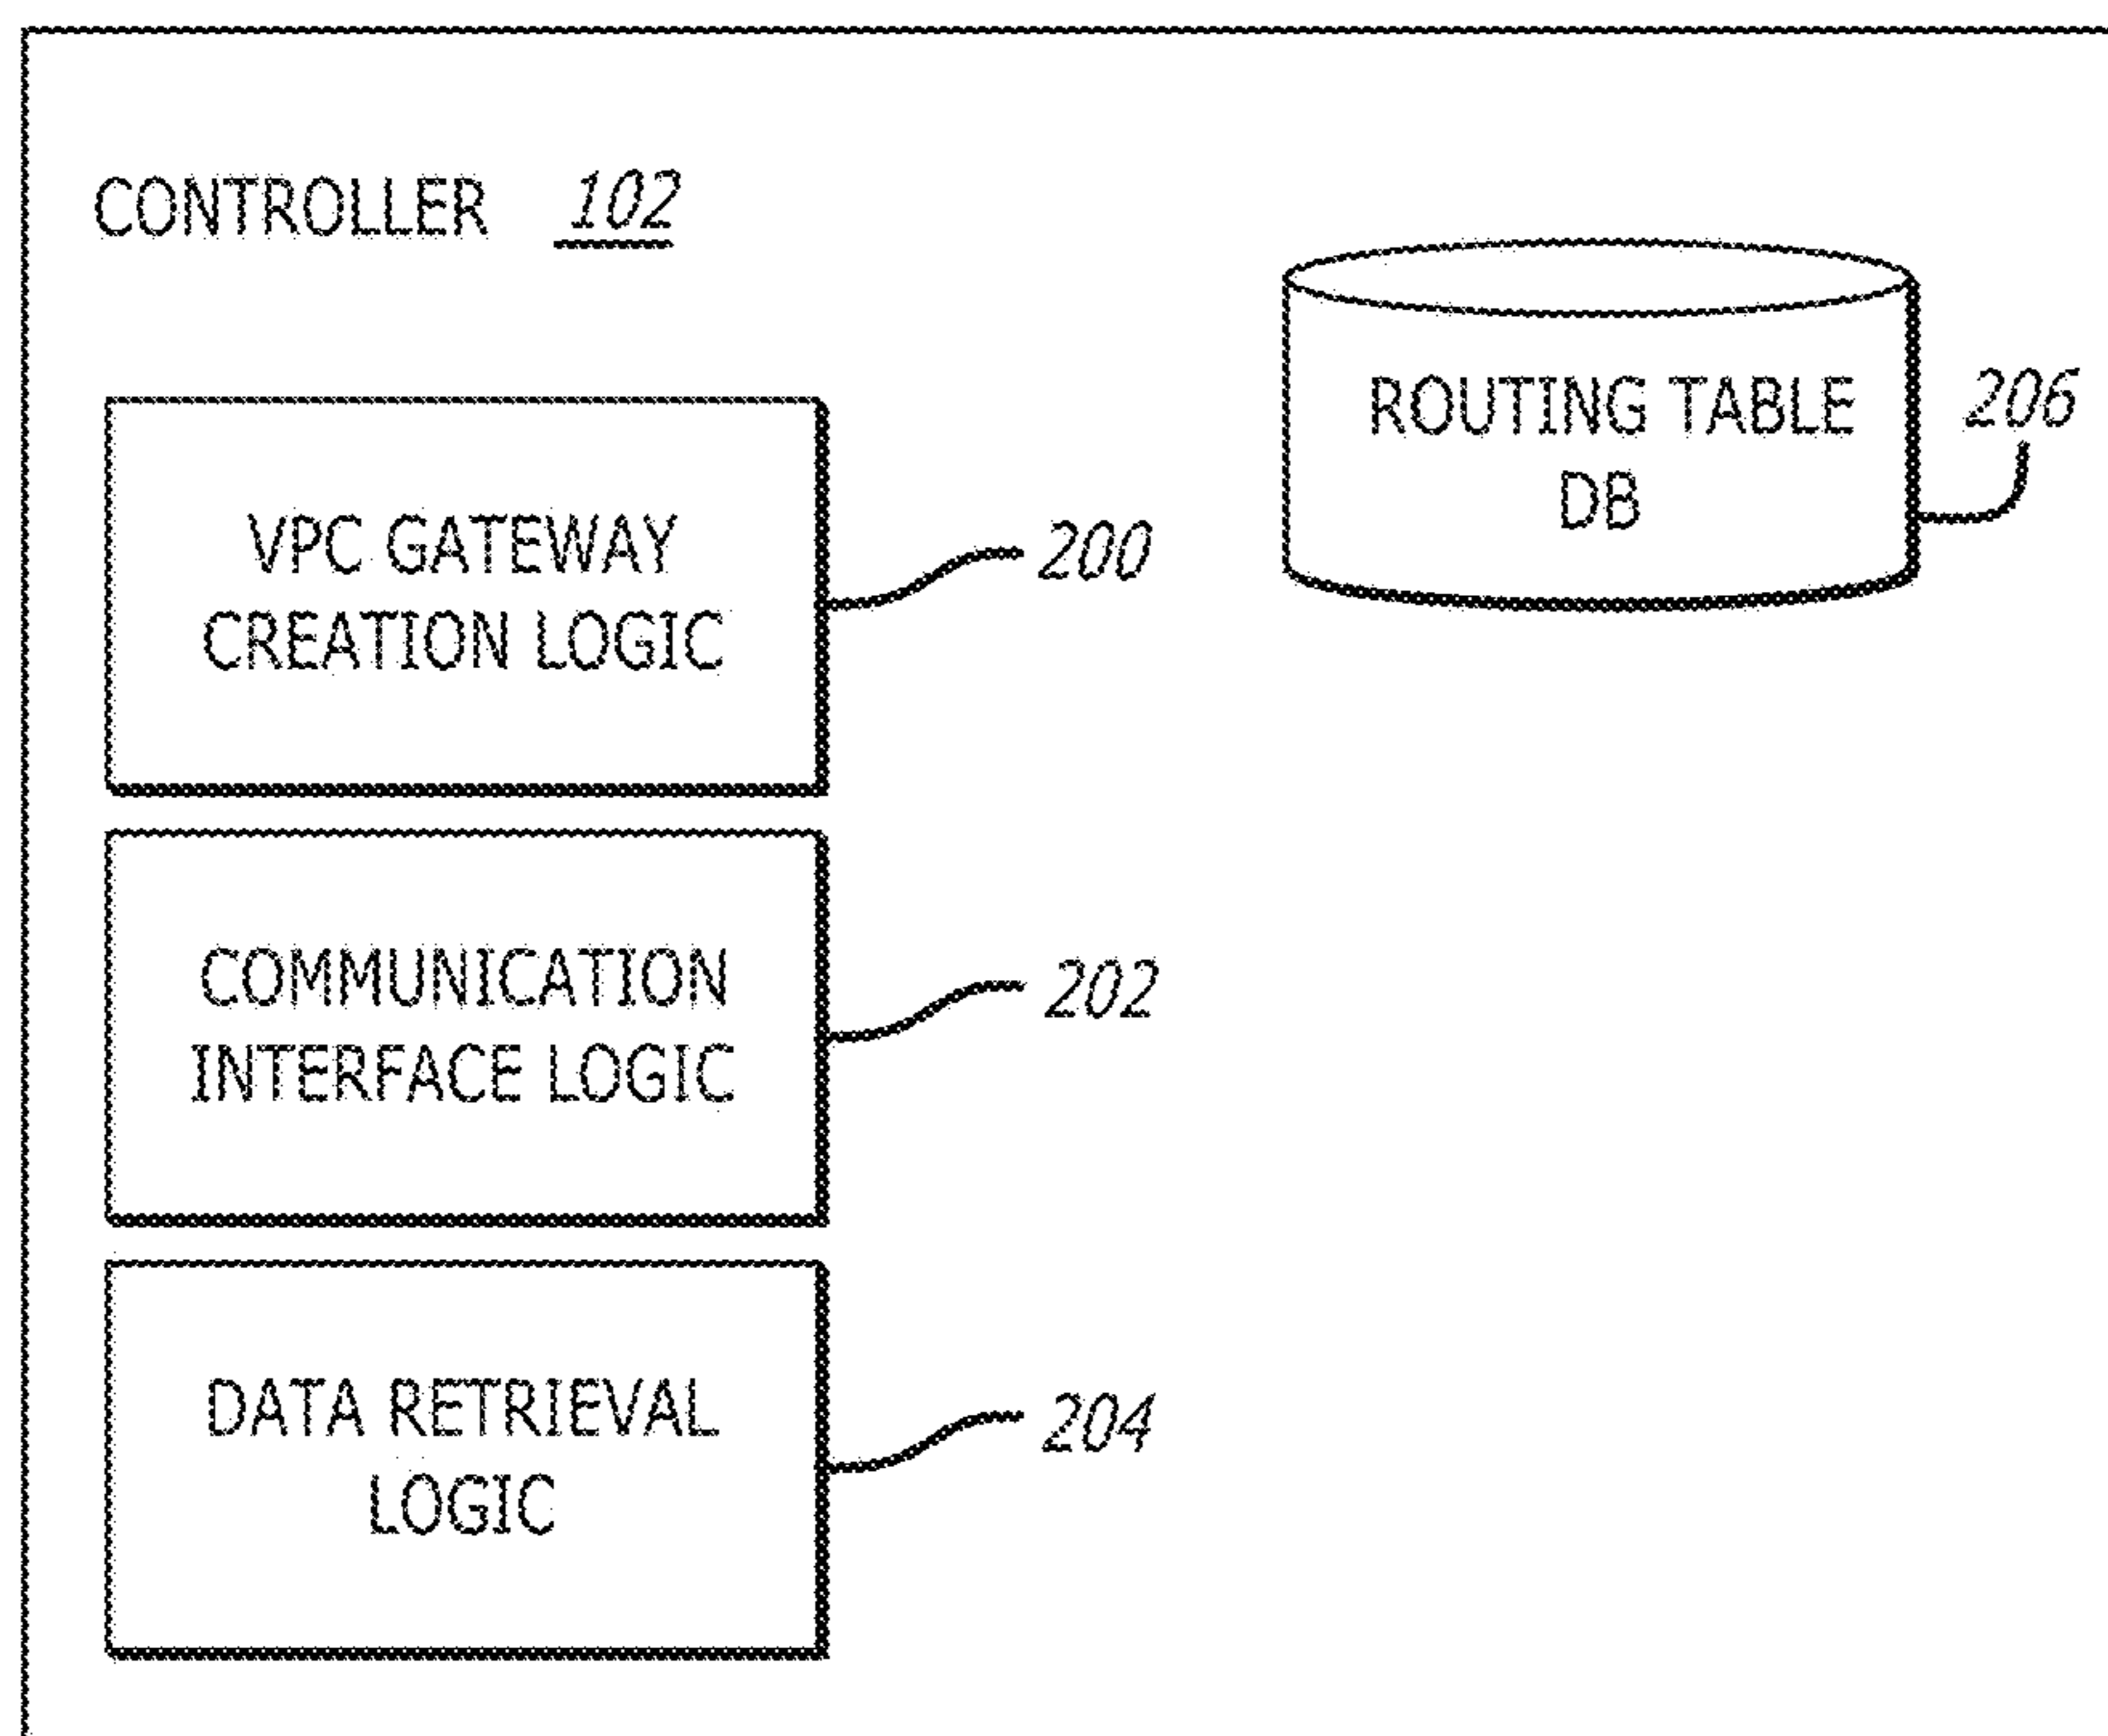 CONTROLLER 102
VPC GATEWAY
CREATION LOGIC
200
ROUTING TABLE
DB
206
COMMUNICATION
INTERFACE LOGIC
202
DATA RETRIEVAL
LOGIC
204